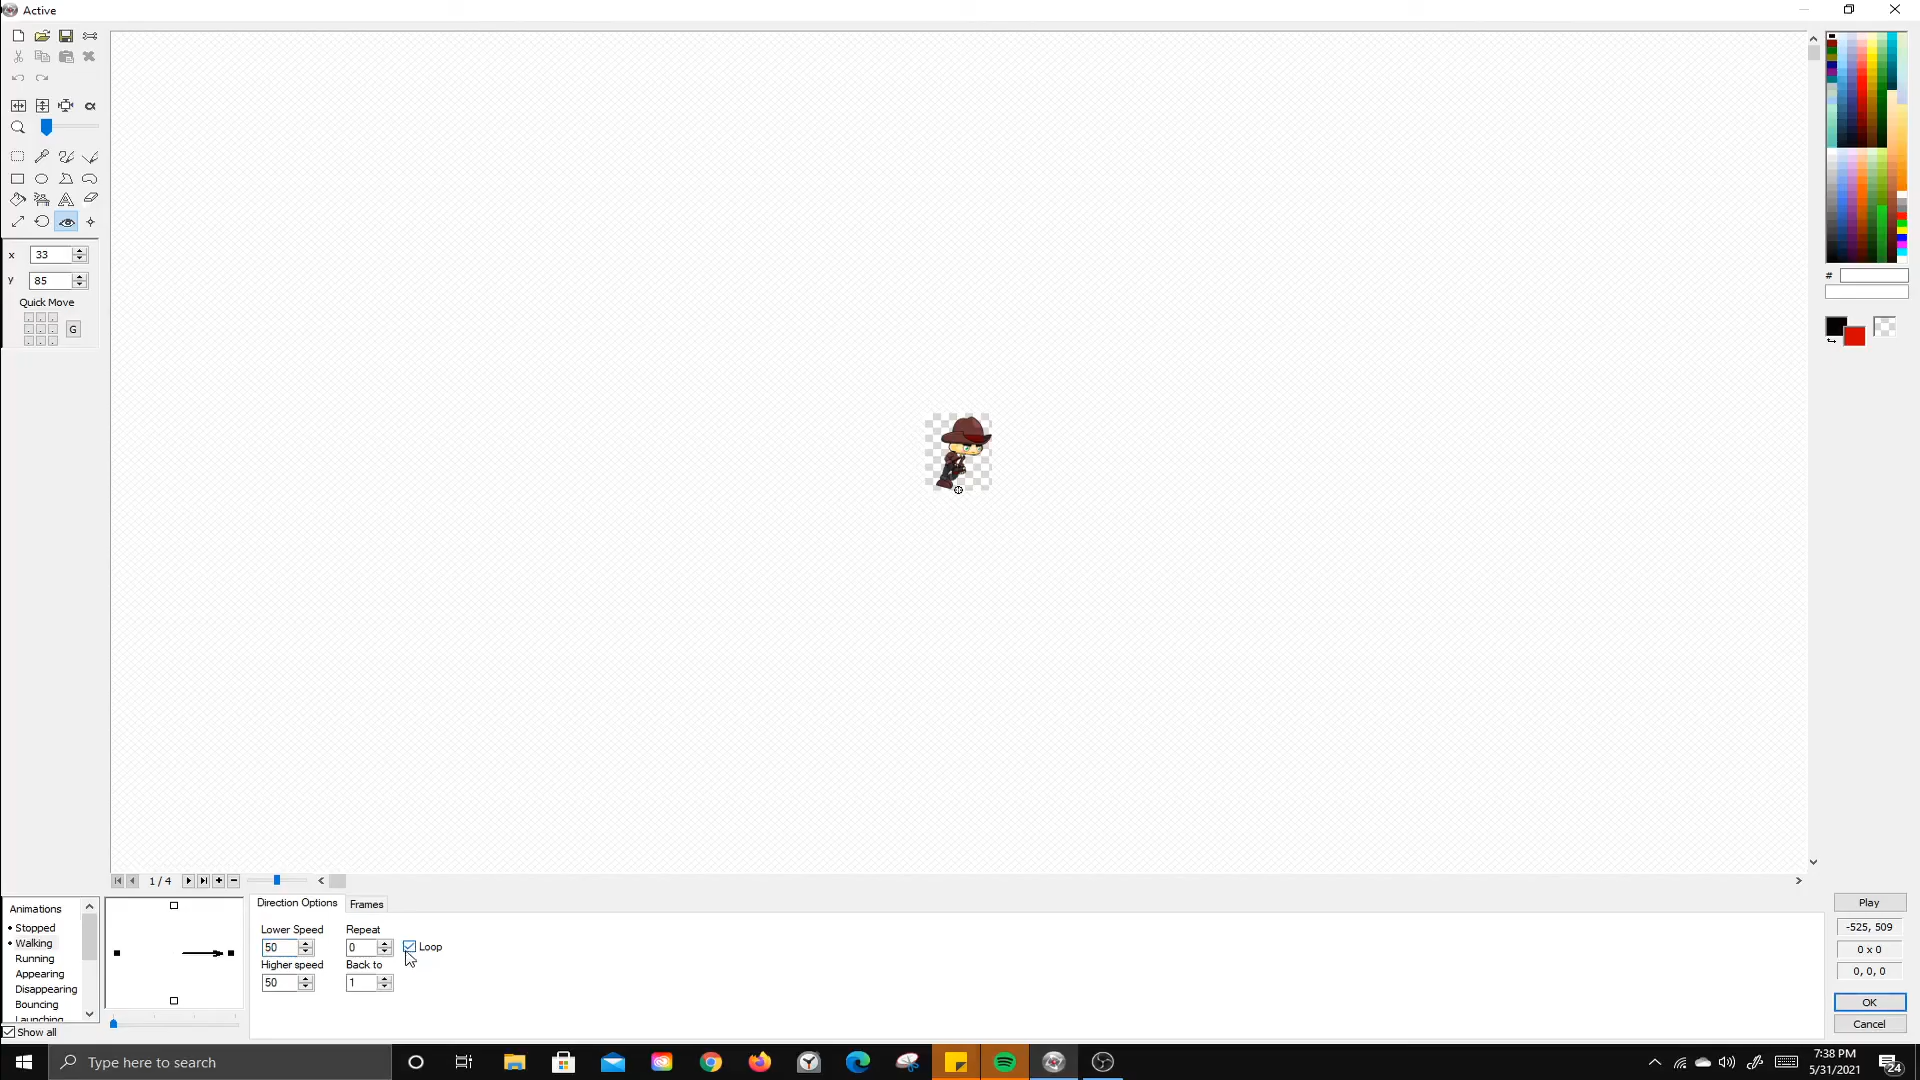 Active
α
x 33
y 85
Quick Move
G
#
1 / 4
Animations
Stopped
Walking
Running
Appearing
Disappearing
Bouncing
Launching
Show all
Direction Options
Frames
Lower Speed
Repeat
50
0
Loop
Higher speed
Back to
50
1
Play
-525, 509
0 x 0
0, 0, 0
OK
Cancel
Type here to search
7:38 PM
5/31/2021
24